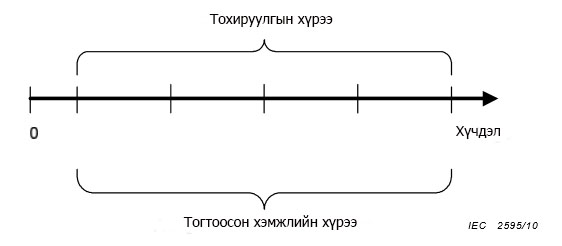 Тохируулгын хүрээ
0
Хүчдэл
Тогтоосон хэмжлийн хүрээ
IEC 2595/10